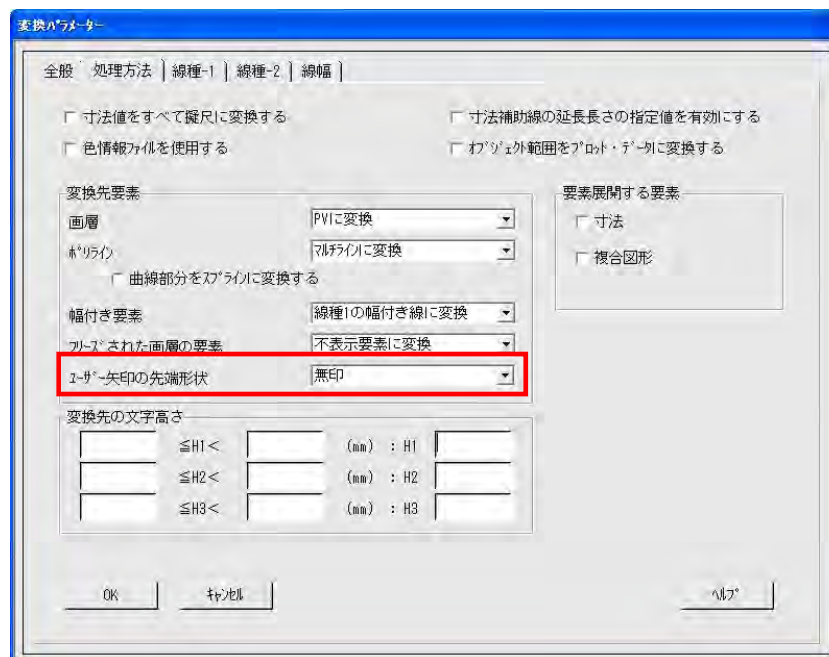 変換ﾊﾟﾗﾒｰﾀｰ
全般 処理方法 線種-1 線種-2 線幅
寸法値をすべて擬尺に変換する 寸法補助線の延長長さの指定値を有効にする
色情報ﾌｧｲﾙを使用する ｵﾌﾞｼﾞｪｸﾄ範囲をﾌﾟﾛｯﾄ・ﾃﾞｰﾀに変換する
変換先要素 要素展開する要素
画層 PVIに変換 寸法
ﾎﾟﾘﾗｲﾝ ﾏﾙﾁﾗｲﾝに変換 複合図形
曲線部分をｽﾌﾟﾗｲﾝに変換する
幅付き要素 線種1の幅付き線に変換
ﾌﾘｰｽﾞされた画層の要素 不表示要素に変換
ﾕｰｻﾞｰ矢印の先端形状 無印
変換先の文字高さ
≦H1< (mm) : H1
≦H2< (mm) : H2
≦H3< (mm) : H3
OK ｷｬﾝｾﾙ ﾍﾙﾌﾟ